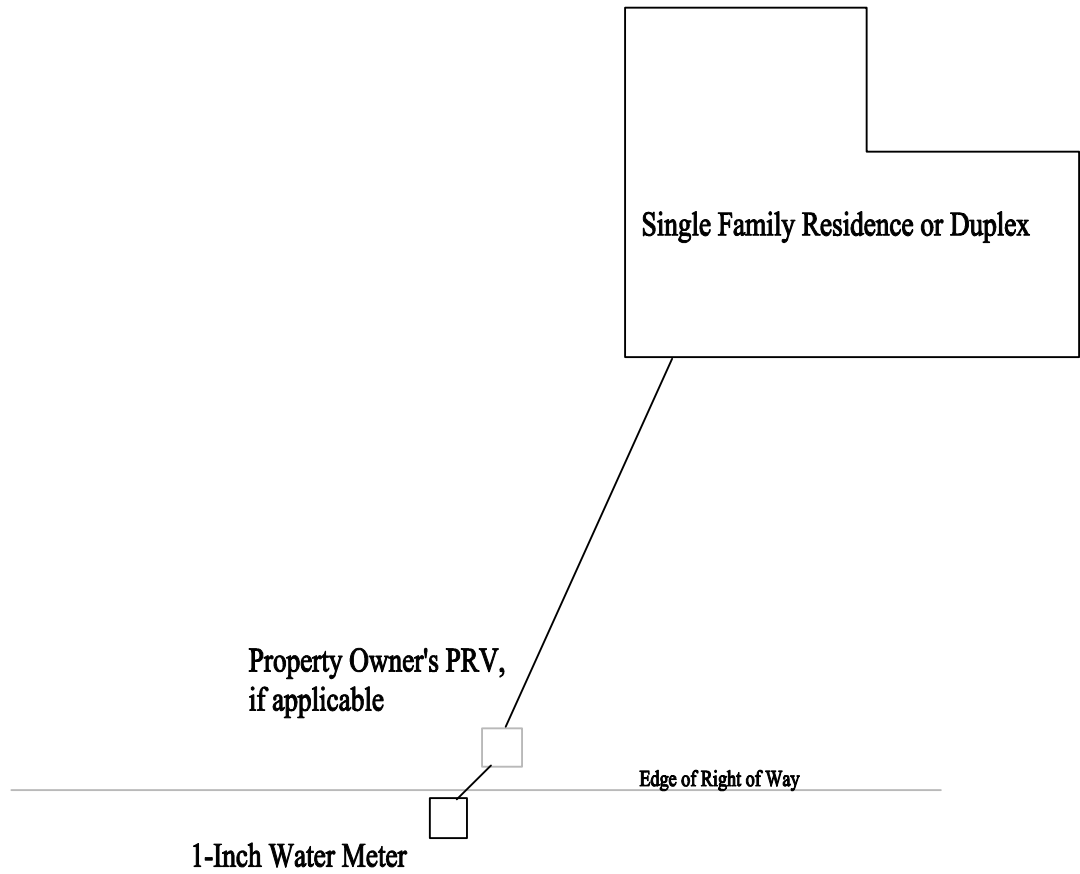 Single Family Residence or Duplex
Property Owner's PRV,
if applicable
Edge of Right of Way
1-Inch Water Meter